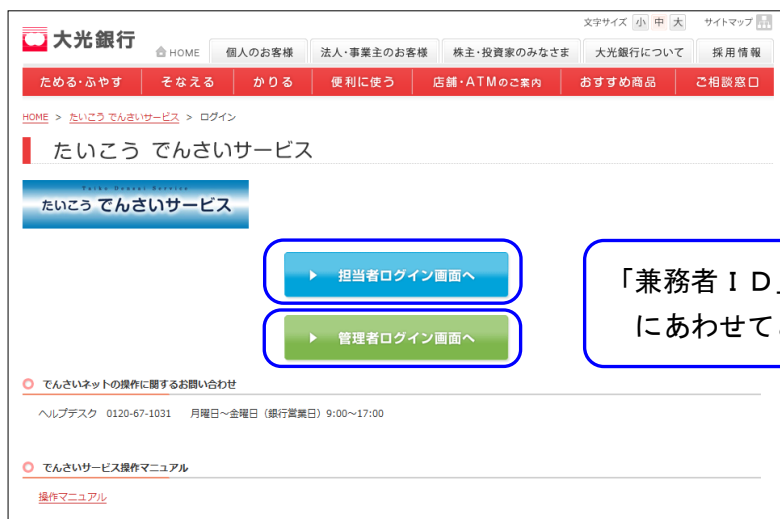 文字サイズ 小 中 大 サイトマップ
大光銀行
HOME 個人のお客様 法人・事業主のお客様 株主・投資家のみなさま 大光銀行について 採用情報
ためる・ふやす そなえる かりる 便利に使う 店舗・ATMのご案内 おすすめ商品 ご相談窓口
HOME > たいこう でんさいサービス > ログイン
たいこう でんさいサービス
Taiko Densai Service
たいこう でんさいサービス
担当者ログイン画面へ
「兼務者ＩＤ」
にあわせて
管理者ログイン画面へ
でんさいネットの操作に関するお問い合わせ
ヘルプデスク 0120-67-1031 月曜日～金曜日（銀行営業日）9:00～17:00
でんさいサービス操作マニュアル
操作マニュアル